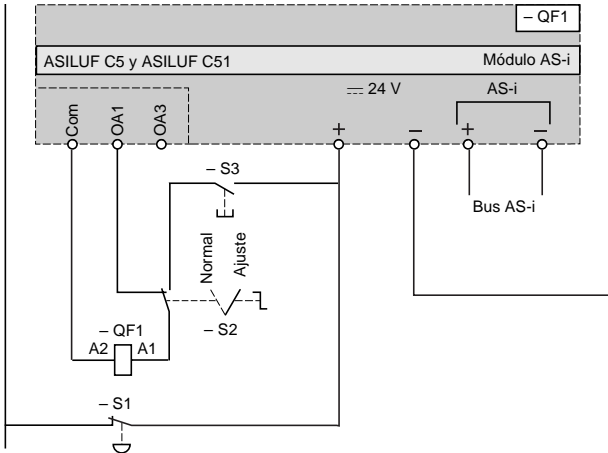 – QF1
ASILUF C5 y ASILUF C51
Módulo AS-i
24 V
AS-i
Com
OA1
OA3
+
–
+
–
– S3
Bus AS-i
Normal
Ajuste
– QF1
– S2
A2
A1
– S1